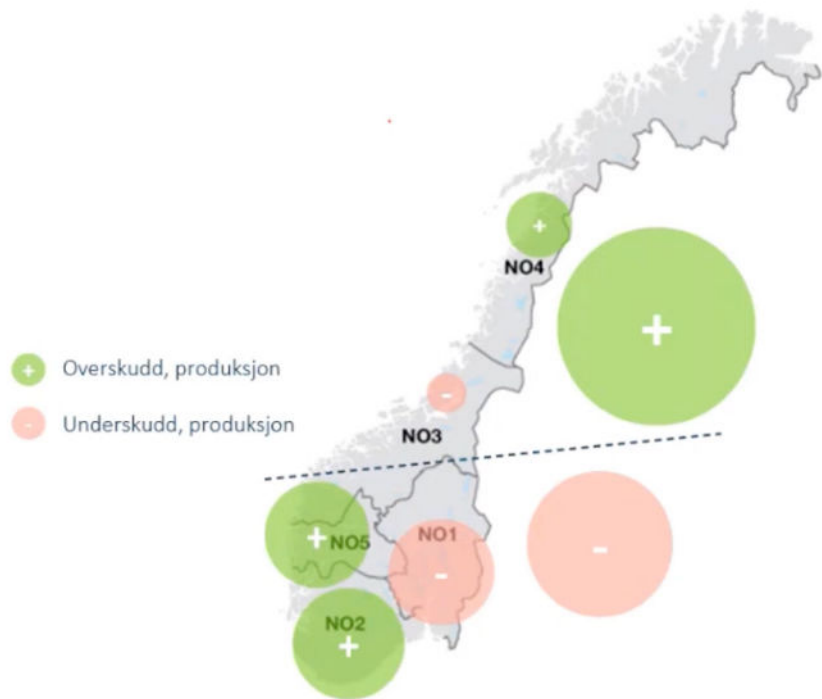 +
NO4
+
+ Overskudd, produksjon
-
- Underskudd, produksjon
NO3
+
NO5
NO1
-
-
NO2
+